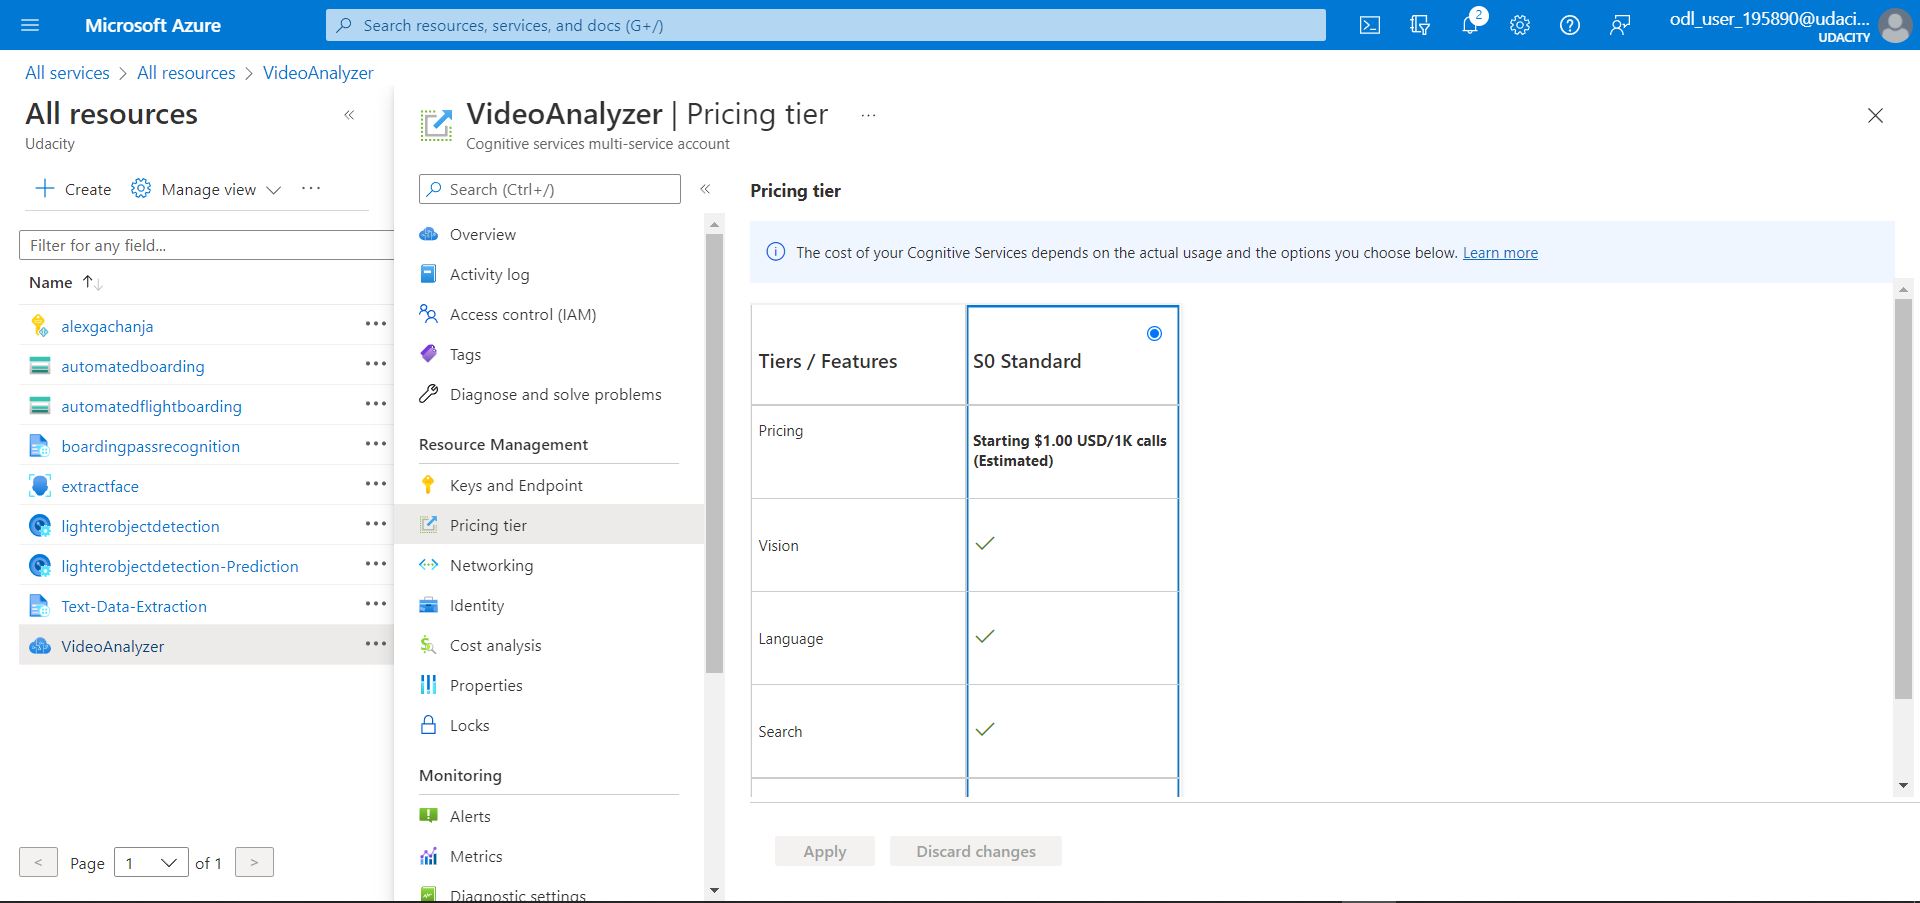 Microsoft Azure
Search resources, services, and docs (G+/)
2
odl_user_195890@udaci...
UDACITY
All services > All resources > VideoAnalyzer
All resources
«
Udacity
Create
Manage view
...
Filter for any field...
Name ↑↓
alexgachanja
automatedboarding
automatedflightboarding
boardingpassrecognition
extractface
lighterobjectdetection
lighterobjectdetection-Prediction
Text-Data-Extraction
VideoAnalyzer
< Page 1 of 1 >
VideoAnalyzer | Pricing tier ...
Cognitive services multi-service account
Search (Ctrl+/)
«
Overview
Activity log
Access control (IAM)
Tags
Diagnose and solve problems
Resource Management
Keys and Endpoint
Pricing tier
Networking
Identity
Cost analysis
Properties
Locks
Monitoring
Alerts
Metrics
Diagnostic settings
Pricing tier
The cost of your Cognitive Services depends on the actual usage and the options you choose below. Learn more
Tiers / Features
S0 Standard
Pricing
Starting $1.00 USD/1K calls
(Estimated)
Vision
Language
Search
Apply
Discard changes